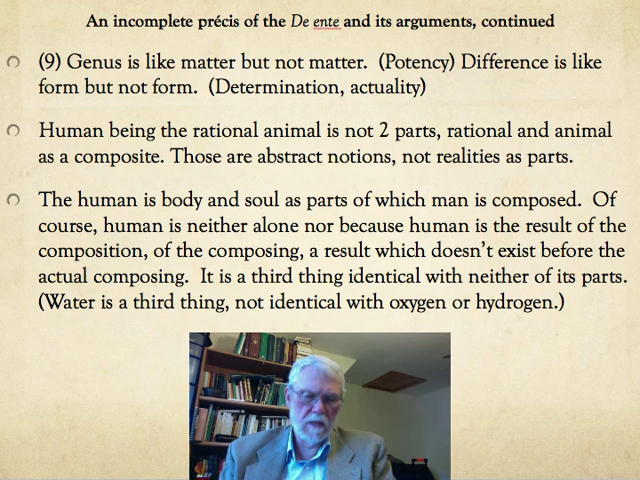 An incomplete précis of the De ente and its arguments, continued
(9) Genus is like matter but not matter. (Potency) Difference is like
form but not form. (Determination, actuality)
Human being the rational animal is not 2 parts, rational and animal
as a composite. Those are abstract notions, not realities as parts.
The human is body and soul as parts of which man is composed. Of
course, human is neither alone nor because human is the result of the
composition, of the composing, a result which doesn't exist before the
actual composing. It is a third thing identical with neither of its parts.
(Water is a third thing, not identical with oxygen or hydrogen.)